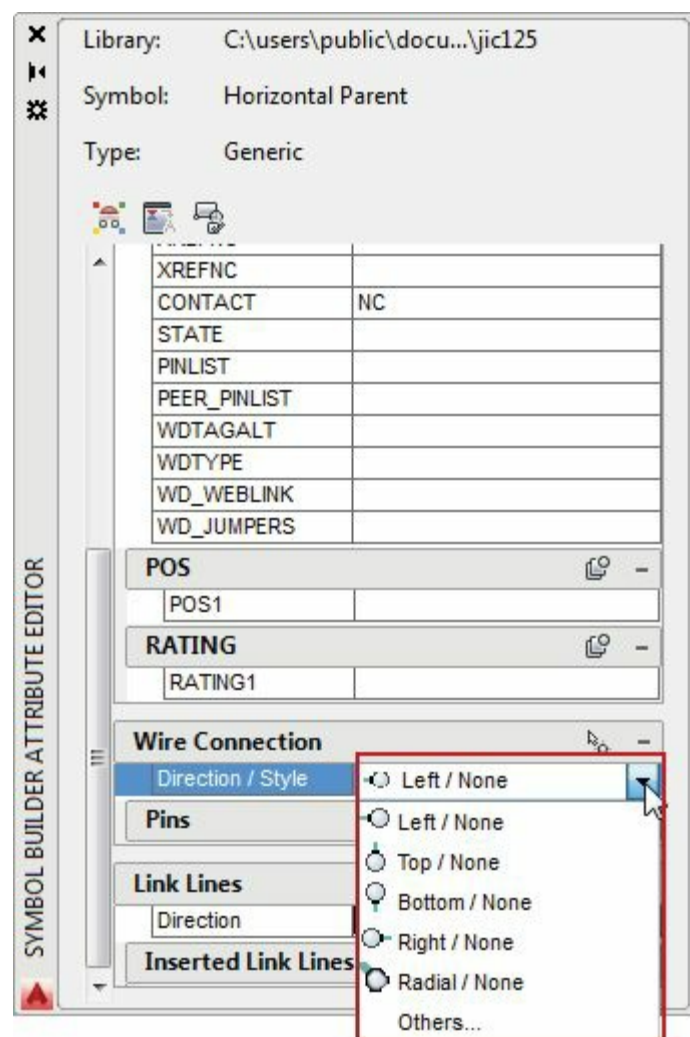 Library: C:\users\public\docu...\jic125
Symbol: Horizontal Parent
Type: Generic
XREFNC
CONTACT NC
STATE
PINLIST
PEER_PINLIST
WDTAGALT
WDTYPE
WD_WEBLINK
WD_JUMPERS
POS
POS1
RATING
RATING1
Wire Connection
Direction / Style Left / None
Pins
Left / None
Top / None
Bottom / None
Right / None
Radial / None
Others...
Link Lines
Direction
Inserted Link Lines
SYMBOL BUILDER ATTRIBUTE EDITOR